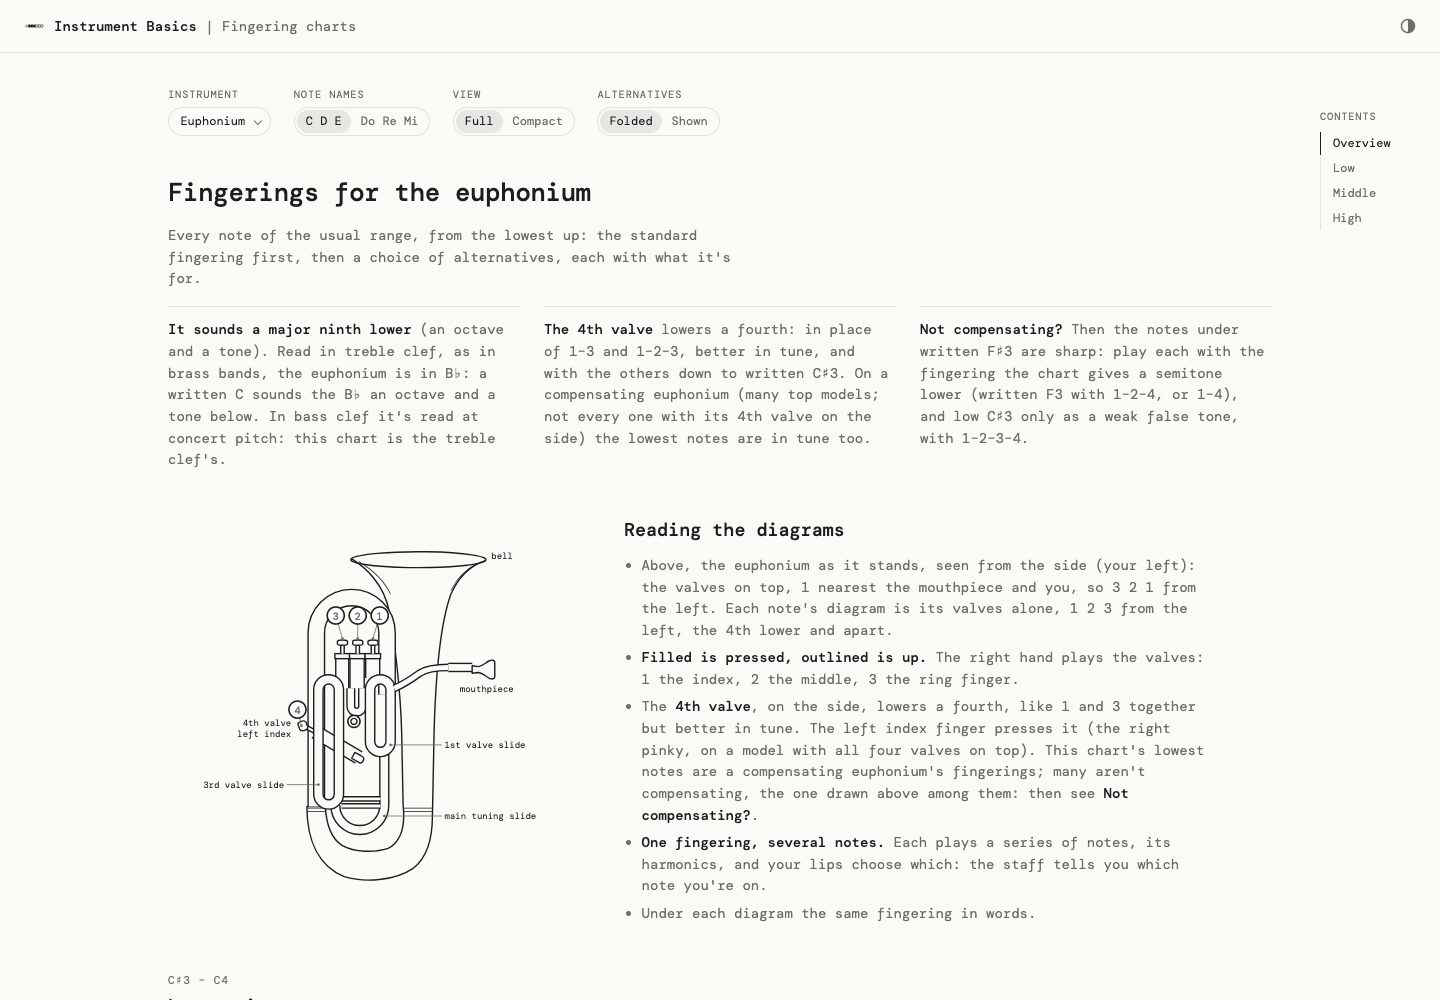 Instrument Basics | Fingering charts
INSTRUMENT
Euphonium
NOTE NAMES
C D E Do Re Mi
VIEW
Full Compact
ALTERNATIVES
Folded Shown
CONTENTS
Overview
Low
Middle
High
Fingerings for the euphonium
Every note of the usual range, from the lowest up: the standard
fingering first, then a choice of alternatives, each with what it's
for.
It sounds a major ninth lower (an octave
and a tone). Read in treble clef, as in
brass bands, the euphonium is in B♭: a
written C sounds the B♭ an octave and a
tone below. In bass clef it's read at
concert pitch: this chart is the treble
clef's.
The 4th valve lowers a fourth: in place
of 1-3 and 1-2-3, better in tune, and
with the others down to written C♯3. On a
compensating euphonium (many top models;
not every one with its 4th valve on the
side) the lowest notes are in tune too.
Not compensating? Then the notes under
written F♯3 are sharp: play each with the
fingering the chart gives a semitone
lower (written F3 with 1-2-4, or 1-4),
and low C♯3 only as a weak false tone,
with 1-2-3-4.
bell
3 2 1
mouthpiece
4
4th valve
left index
1st valve slide
3rd valve slide
main tuning slide
Reading the diagrams
Above, the euphonium as it stands, seen from the side (your left):
the valves on top, 1 nearest the mouthpiece and you, so 3 2 1 from
the left. Each note's diagram is its valves alone, 1 2 3 from the
left, the 4th lower and apart.
Filled is pressed, outlined is up. The right hand plays the valves:
1 the index, 2 the middle, 3 the ring finger.
The 4th valve, on the side, lowers a fourth, like 1 and 3 together
but better in tune. The left index finger presses it (the right
pinky, on a model with all four valves on top). This chart's lowest
notes are a compensating euphonium's fingerings; many aren't
compensating, the one drawn above among them: then see Not
compensating?.
One fingering, several notes. Each plays a series of notes, its
harmonics, and your lips choose which: the staff tells you which
note you're on.
Under each diagram the same fingering in words.
C♯3 – C4